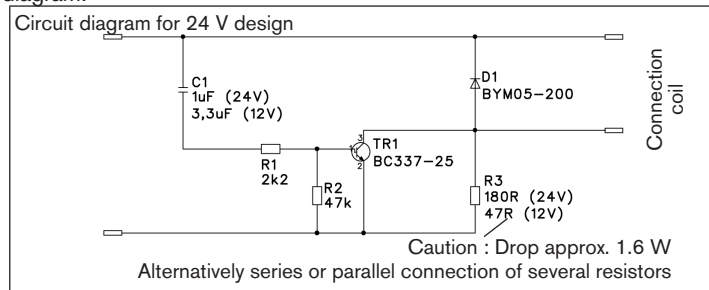 diagram.
Circuit diagram for 24 V design
C1
1uF (24V)
3,3uF (12V)
D1
BYM05-200
Connection
coil
3
1
TR1
2
BC337-25
R1
2k2
R2
47k
R3
180R (24V)
47R (12V)
Caution : Drop approx. 1.6 W
Alternatively series or parallel connection of several resistors